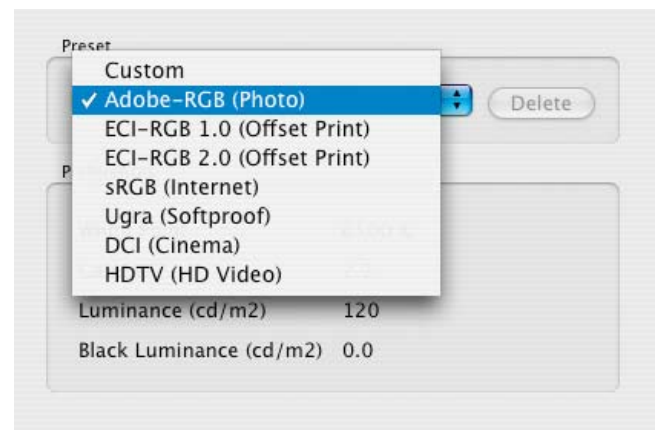 Preset
Custom
✓ Adobe-RGB (Photo)
Delete
ECI-RGB 1.0 (Offset Print)
ECI-RGB 2.0 (Offset Print)
sRGB (Internet)
Ugra (Softproof)
DCI (Cinema)
HDTV (HD Video)
Luminance (cd/m2) 120
Black Luminance (cd/m2) 0.0